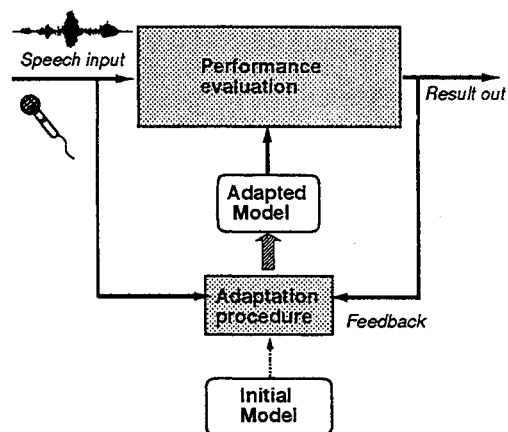 Speech input
Performance
evaluation
Result out
Adapted
Model
Adaptation
procedure
Feedback
Initial
Model